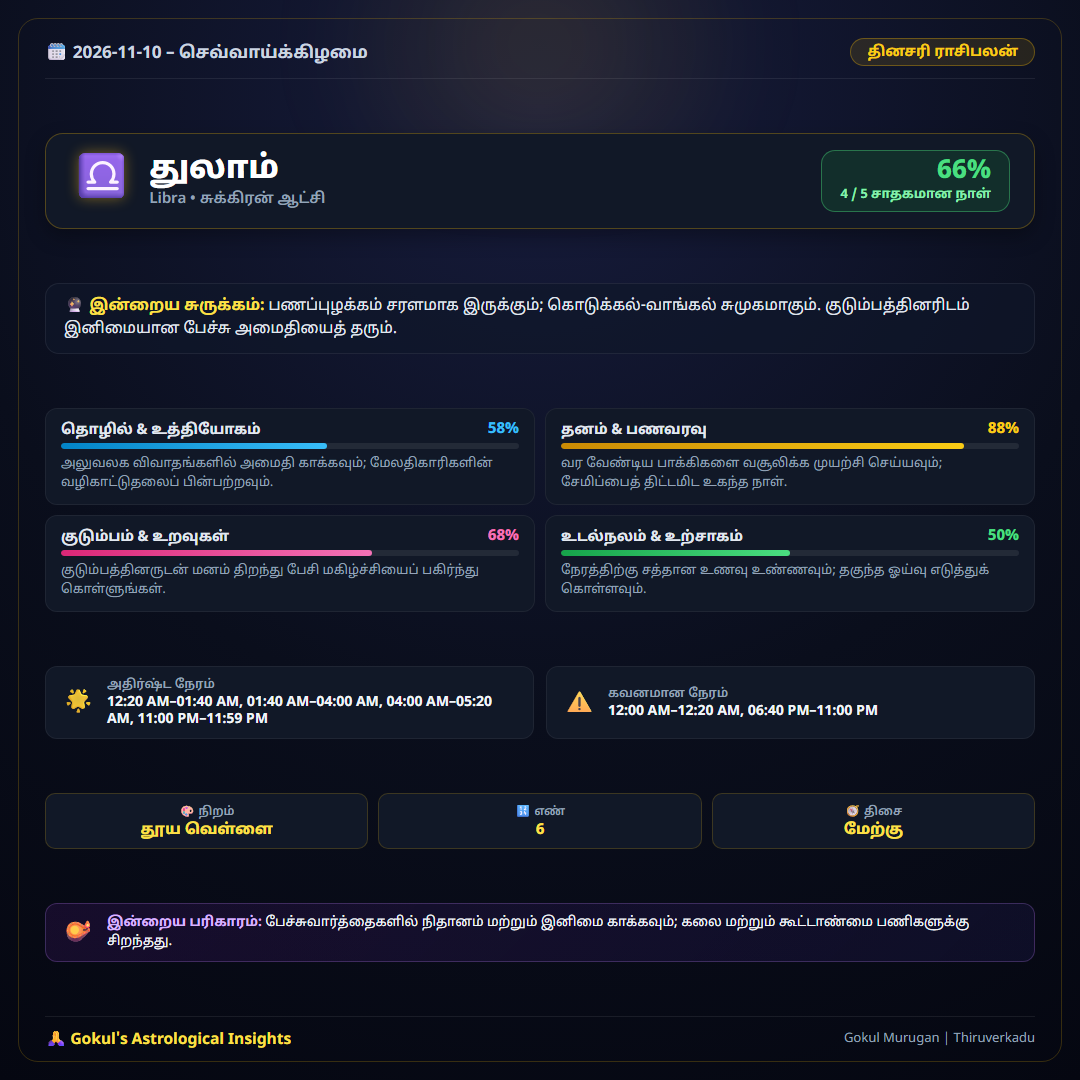 2026-11-10 – செவ்வாய்க்கிழமை
தினசரி ராசிபலன்
துலாம்
Libra • சுக்கிரன் ஆட்சி
66%
4 / 5 சாதகமான நாள்
இன்றைய சுருக்கம்: பணப்புழக்கம் சரளமாக இருக்கும்; கொடுக்கல்-வாங்கல் சுமுகமாகும். குடும்பத்தினரிடம்
இனிமையான பேச்சு அமைதியைத் தரும்.
தொழில் & உத்தியோகம் 58%
அலுவலக விவாதங்களில் அமைதி காக்கவும்; மேலதிகாரிகளின்
வழிகாட்டுதலைப் பின்பற்றவும்.
தனம் & பணவரவு 88%
வர வேண்டிய பாக்கிகளை வசூலிக்க முயற்சி செய்யவும்;
சேமிப்பைத் திட்டமிட உகந்த நாள்.
குடும்பம் & உறவுகள் 68%
குடும்பத்தினருடன் மனம் திறந்து பேசி மகிழ்ச்சியைப் பகிர்ந்து
கொள்ளுங்கள்.
உடல்நலம் & உற்சாகம் 50%
நேரத்திற்கு சத்தான உணவு உண்ணவும்; தகுந்த ஓய்வு எடுத்துக்
கொள்ளவும்.
அதிர்ஷ்ட நேரம்
12:20 AM–01:40 AM, 01:40 AM–04:00 AM, 04:00 AM–05:20
AM, 11:00 PM–11:59 PM
கவனமான நேரம்
12:00 AM–12:20 AM, 06:40 PM–11:00 PM
நிறம்
தூய வெள்ளை
எண்
6
திசை
மேற்கு
இன்றைய பரிகாரம்: பேச்சுவார்த்தைகளில் நிதானம் மற்றும் இனிமை காக்கவும்; கலை மற்றும் கூட்டாண்மை பணிகளுக்கு
சிறந்தது.
Gokul's Astrological Insights
Gokul Murugan | Thiruverkadu